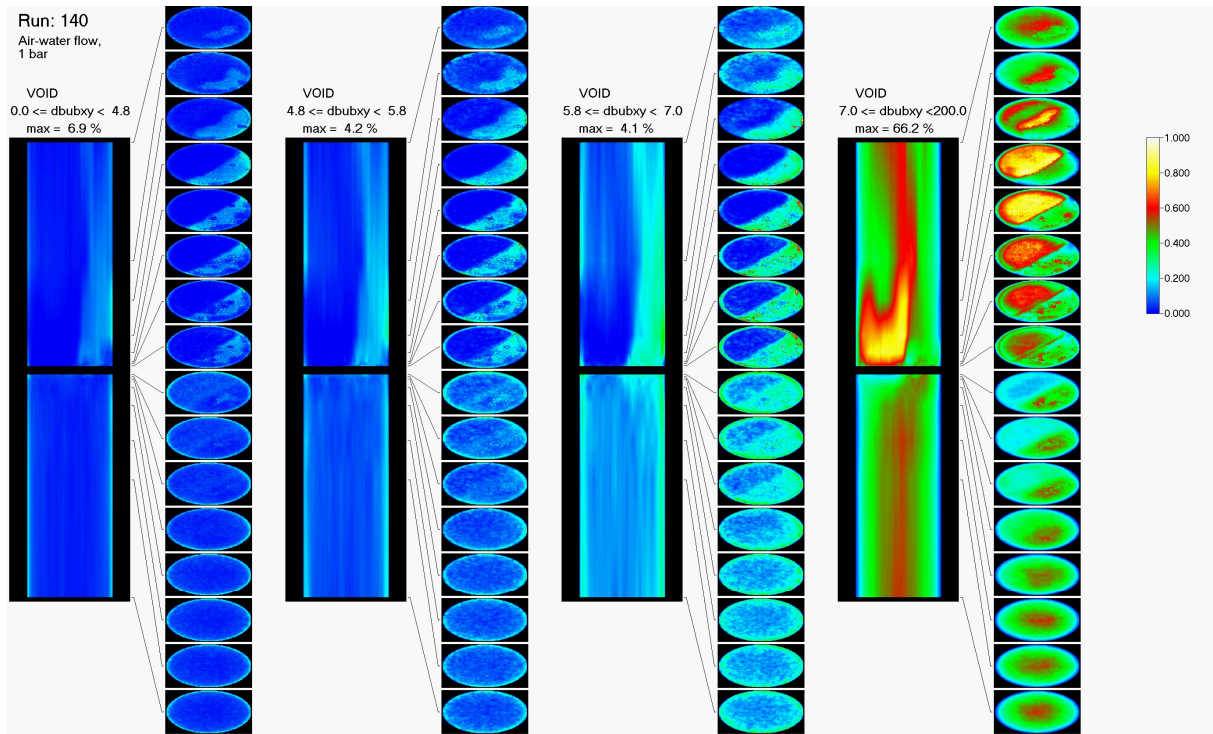 Run: 140
Air-water flow,
1 bar
VOID
0.0 <= dbubxy < 4.8
max = 6.9 %
VOID
4.8 <= dbubxy < 5.8
max = 4.2 %
VOID
5.8 <= dbubxy < 7.0
max = 4.1 %
VOID
7.0 <= dbubxy <200.0
max = 66.2 %
1.000
0.800
0.600
0.400
0.200
0.000